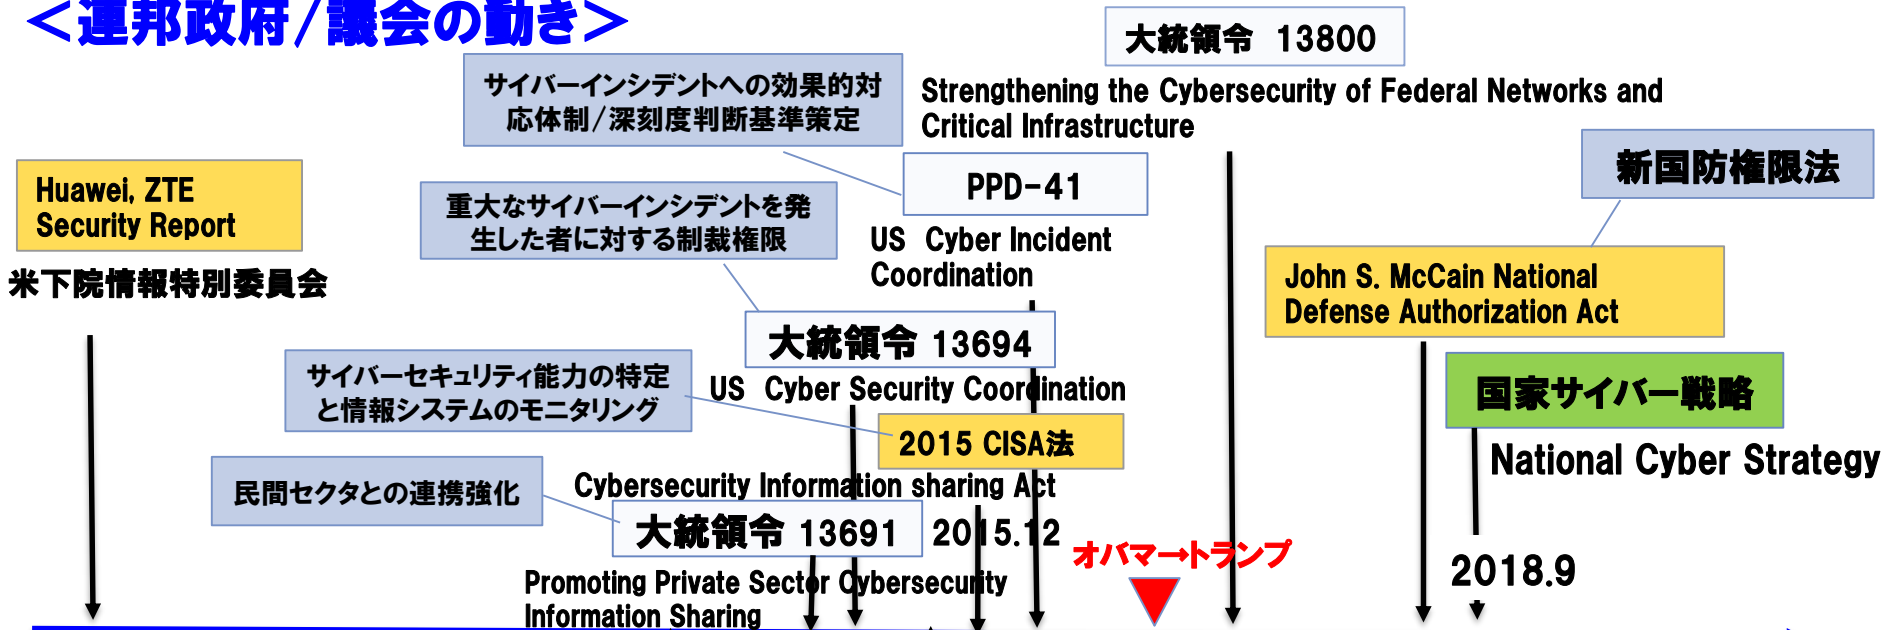 ＜連邦政府/議会の動き＞
大統領令 13800
Strengthening the Cybersecurity of Federal Networks and
Critical Infrastructure
サイバーインシデントへの効果的対
応体制/深刻度判断基準策定
新国防権限法
Huawei, ZTE
Security Report
米下院情報特別委員会
PPD-41
US Cyber Incident
Coordination
重大なサイバーインシデントを発
生した者に対する制裁権限
John S. McCain National
Defense Authorization Act
大統領令 13694
US Cyber Security Coordination
サイバーセキュリティ能力の特定
と情報システムのモニタリング
国家サイバー戦略
National Cyber Strategy
2015 CISA法
Cybersecurity Information sharing Act
2015.12
民間セクタとの連携強化
大統領令 13691
Promoting Private Sector Cybersecurity
Information Sharing
オバマ→トランプ
2018.9